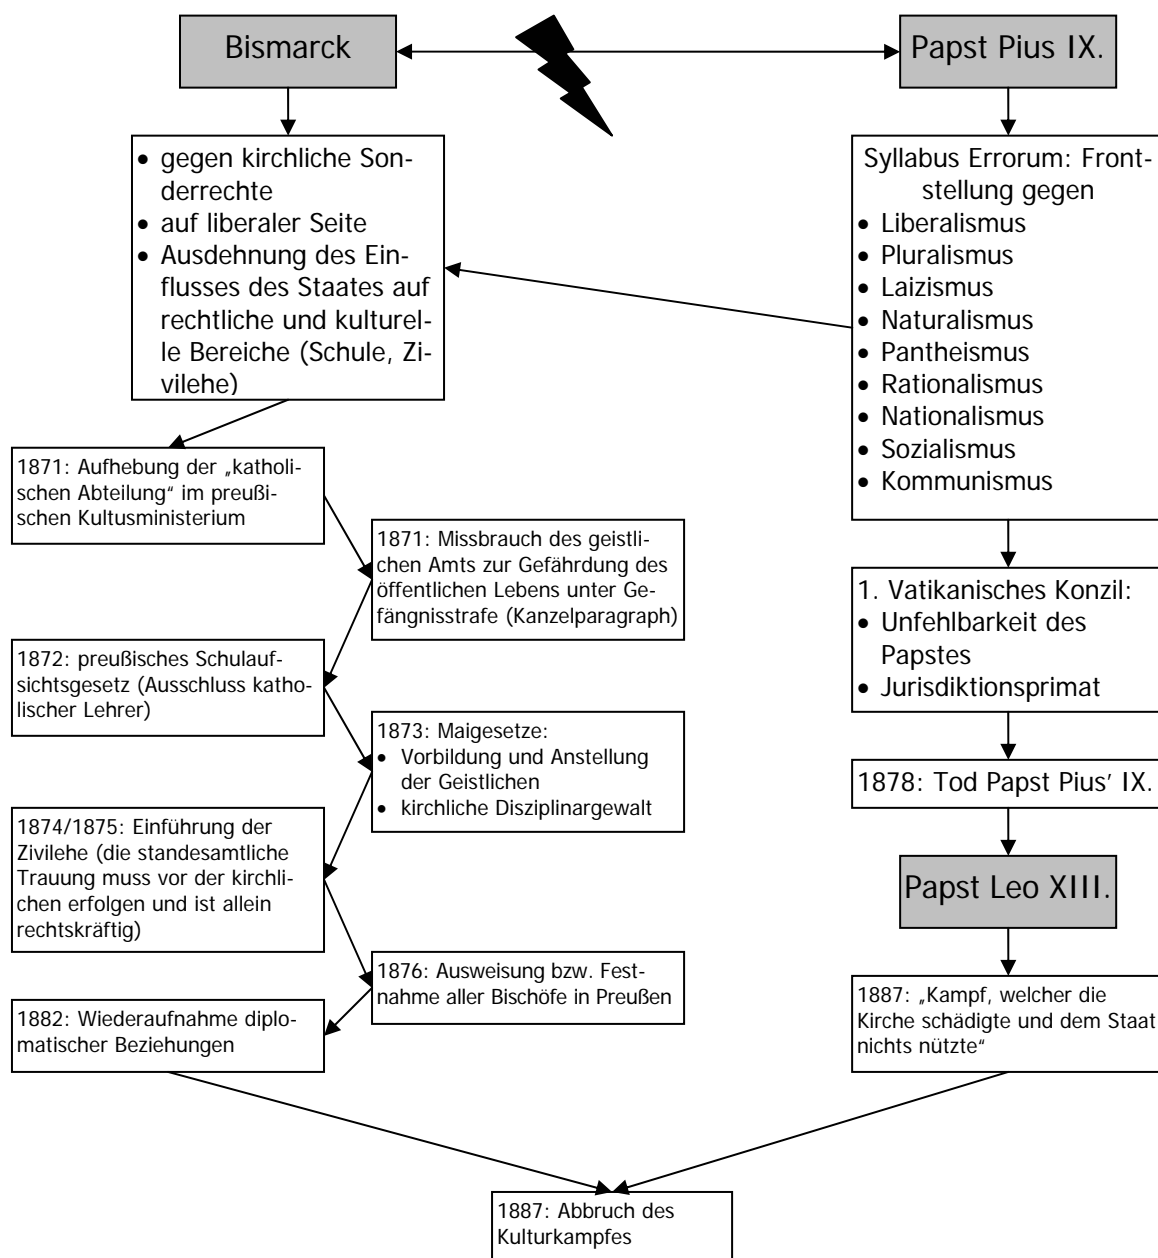 Bismarck
Papst Pius IX.
• gegen kirchliche Son-
derrechte
• auf liberaler Seite
• Ausdehnung des Ein-
flusses des Staates auf
rechtliche und kulturel-
le Bereiche (Schule, Zi-
vilehe)
Syllabus Errorum: Front-
stellung gegen
• Liberalismus
• Pluralismus
• Laizismus
• Naturalismus
• Pantheismus
• Rationalismus
• Nationalismus
• Sozialismus
• Kommunismus
1871: Aufhebung der „katholi-
schen Abteilung“ im preußi-
schen Kultusministerium
1871: Missbrauch des geistli-
chen Amts zur Gefährdung des
öffentlichen Lebens unter Ge-
fängnisstrafe (Kanzelparagraph)
1872: preußisches Schulauf-
sichtsgesetz (Ausschluss katho-
lischer Lehrer)
1873: Maigesetze:
• Vorbildung und Anstellung
der Geistlichen
• kirchliche Disziplinargewalt
1874/1875: Einführung der
Zivilehe (die standesamtliche
Trauung muss vor der kirchli-
chen erfolgen und ist allein
rechtskräftig)
1876: Ausweisung bzw. Fest-
nahme aller Bischöfe in Preußen
1882: Wiederaufnahme diplo-
matischer Beziehungen
1. Vatikanisches Konzil:
• Unfehlbarkeit des
Papstes
• Jurisdiktionsprimat
1878: Tod Papst Pius’ IX.
Papst Leo XIII.
1887: „Kampf, welcher die
Kirche schädigte und dem Staat
nichts nützte“
1887: Abbruch des
Kulturkampfes